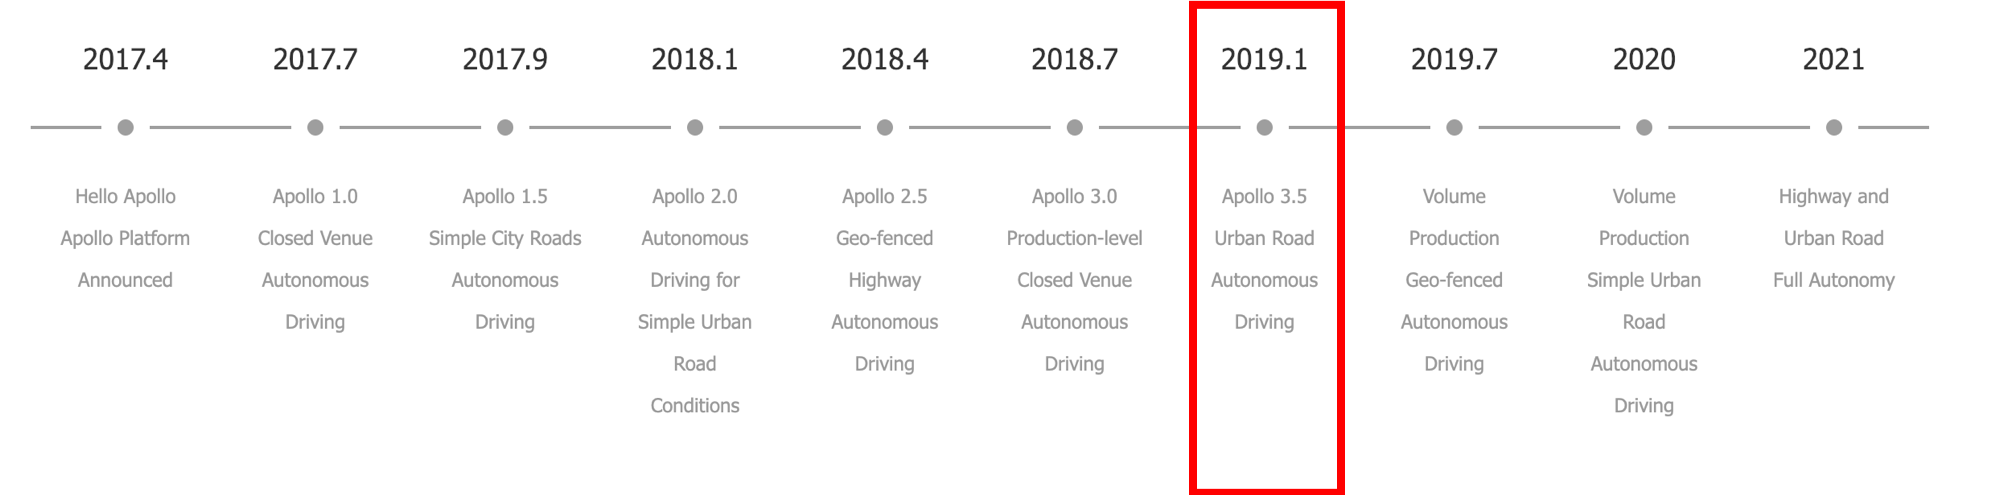 2017.4
2017.7
2017.9
2018.1
2018.4
2018.7
2019.1
2019.7
2020
2021
Hello Apollo
Apollo Platform
Announced
Apollo 1.0
Closed Venue
Autonomous
Driving
Apollo 1.5
Simple City Roads
Autonomous
Driving
Apollo 2.0
Autonomous
Driving for
Simple Urban
Road
Conditions
Apollo 2.5
Geo-fenced
Highway
Autonomous
Driving
Apollo 3.0
Production-level
Closed Venue
Autonomous
Driving
Apollo 3.5
Urban Road
Autonomous
Driving
Volume
Production
Geo-fenced
Autonomous
Driving
Volume
Production
Simple Urban
Road
Autonomous
Driving
Highway and
Urban Road
Full Autonomy